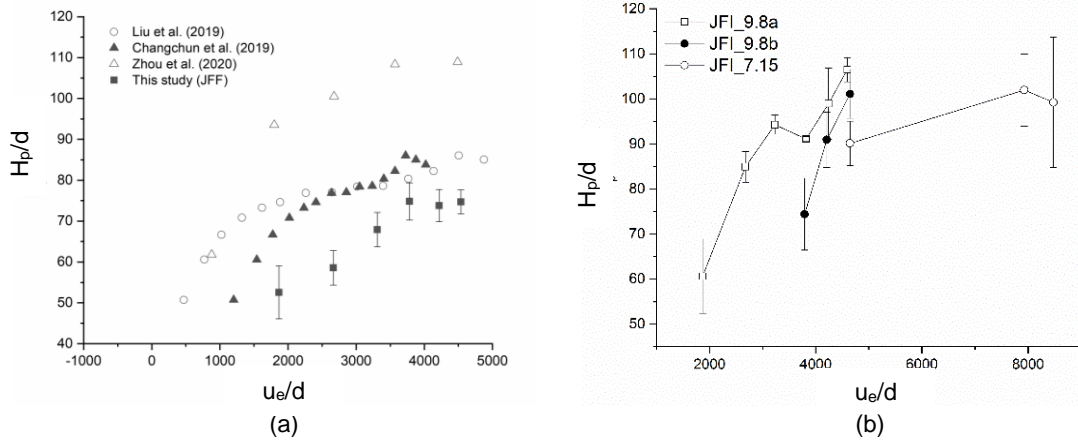 120
110
100
90
80
70
60
50
40
-1000 0 1000 2000 3000 4000 5000
Hp/d
ue/d
Liu et al. (2019)
Changchun et al. (2019)
Zhou et al. (2020)
This study (JFF)
(a)
120
110
100
90
80
70
60
50
2000 4000 6000 8000
Hp/d
ue/d
JFI_9.8a
JFI_9.8b
JFI_7.15
(b)